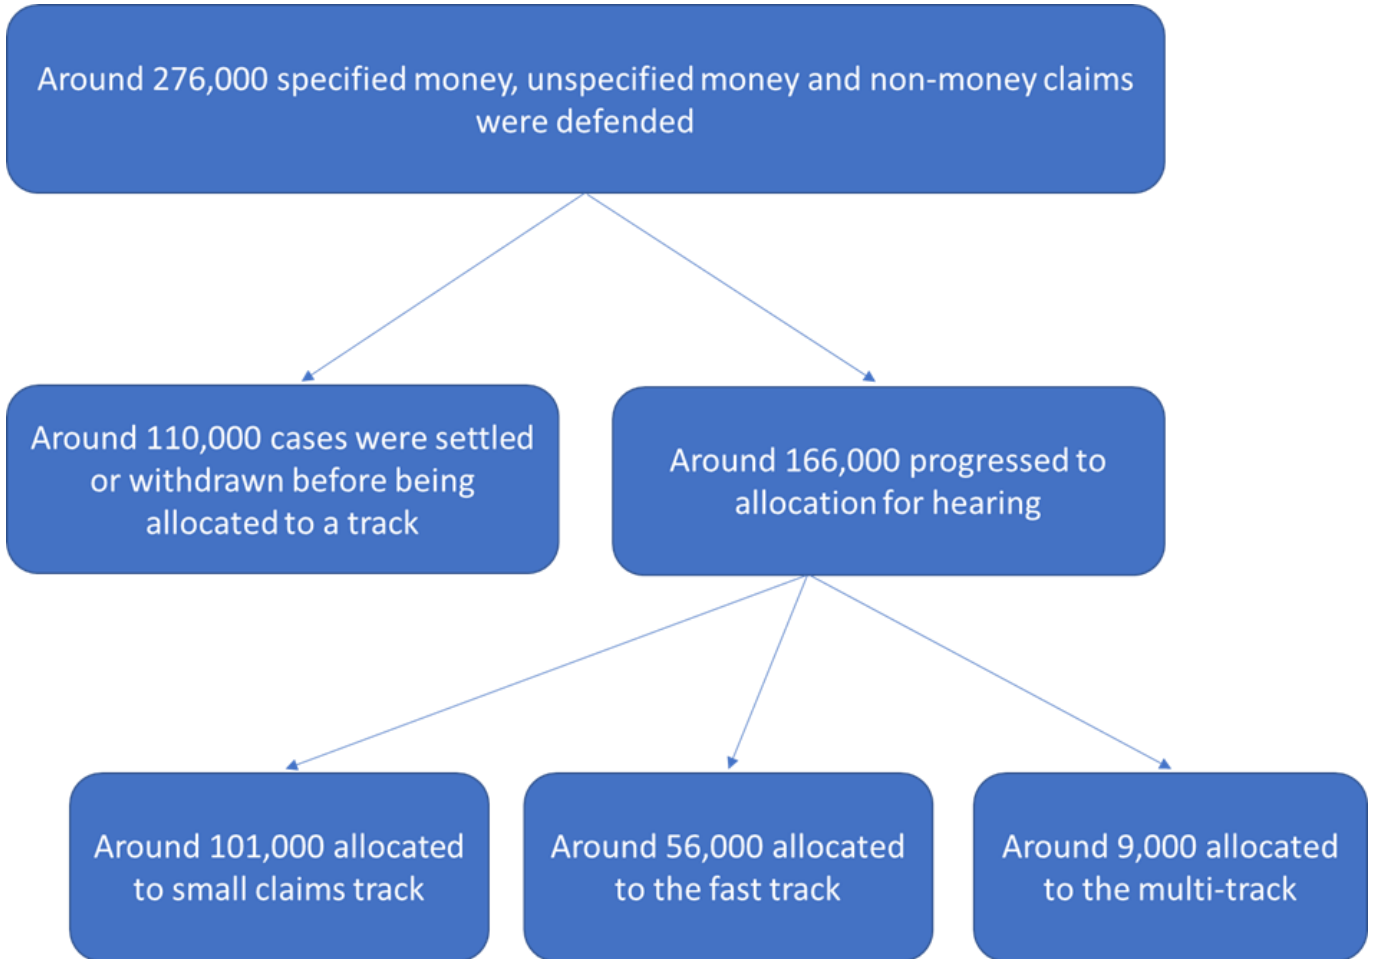 Around 276,000 specified money, unspecified money and non-money claims
were defended
Around 110,000 cases were settled
or withdrawn before being
allocated to a track
Around 166,000 progressed to
allocation for hearing
Around 101,000 allocated
to small claims track
Around 56,000 allocated
to the fast track
Around 9,000 allocated
to the multi-track